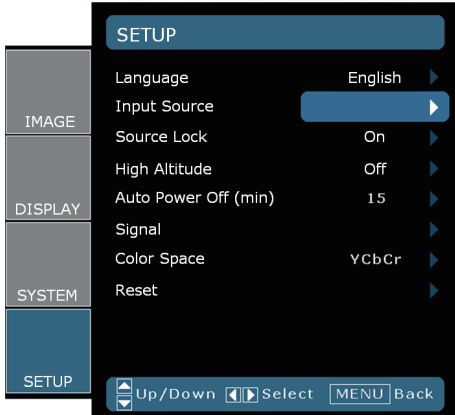 SETUP
IMAGE
DISPLAY
SYSTEM
SETUP
Language English
Input Source
Source Lock On
High Altitude Off
Auto Power Off (min) 15
Signal
Color Space YCbCr
Reset
Up/Down Select MENU Back